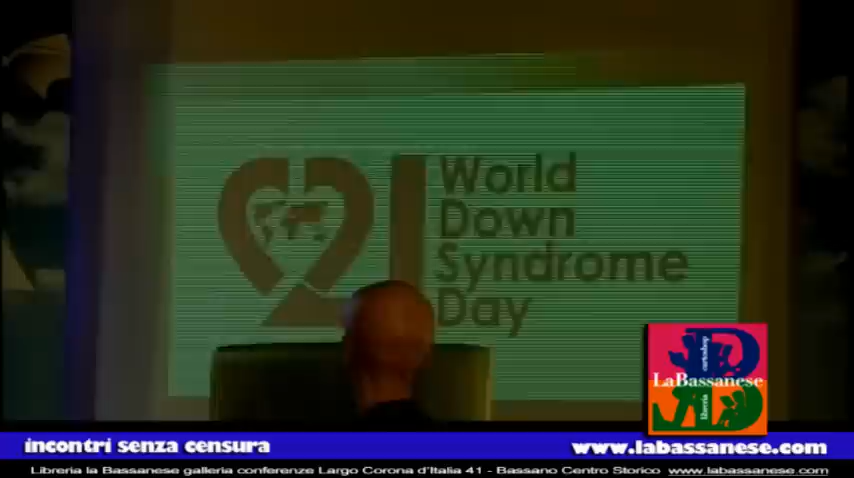 21
World
Down
Syndrome
Day
cartoshop
LaBassanese
libreria
incontri senza censura
www.labassanese.com
Libreria la Bassanese galleria conferenze Largo Corona d'Italia 41 - Bassano Centro Storico www.labassanese.com